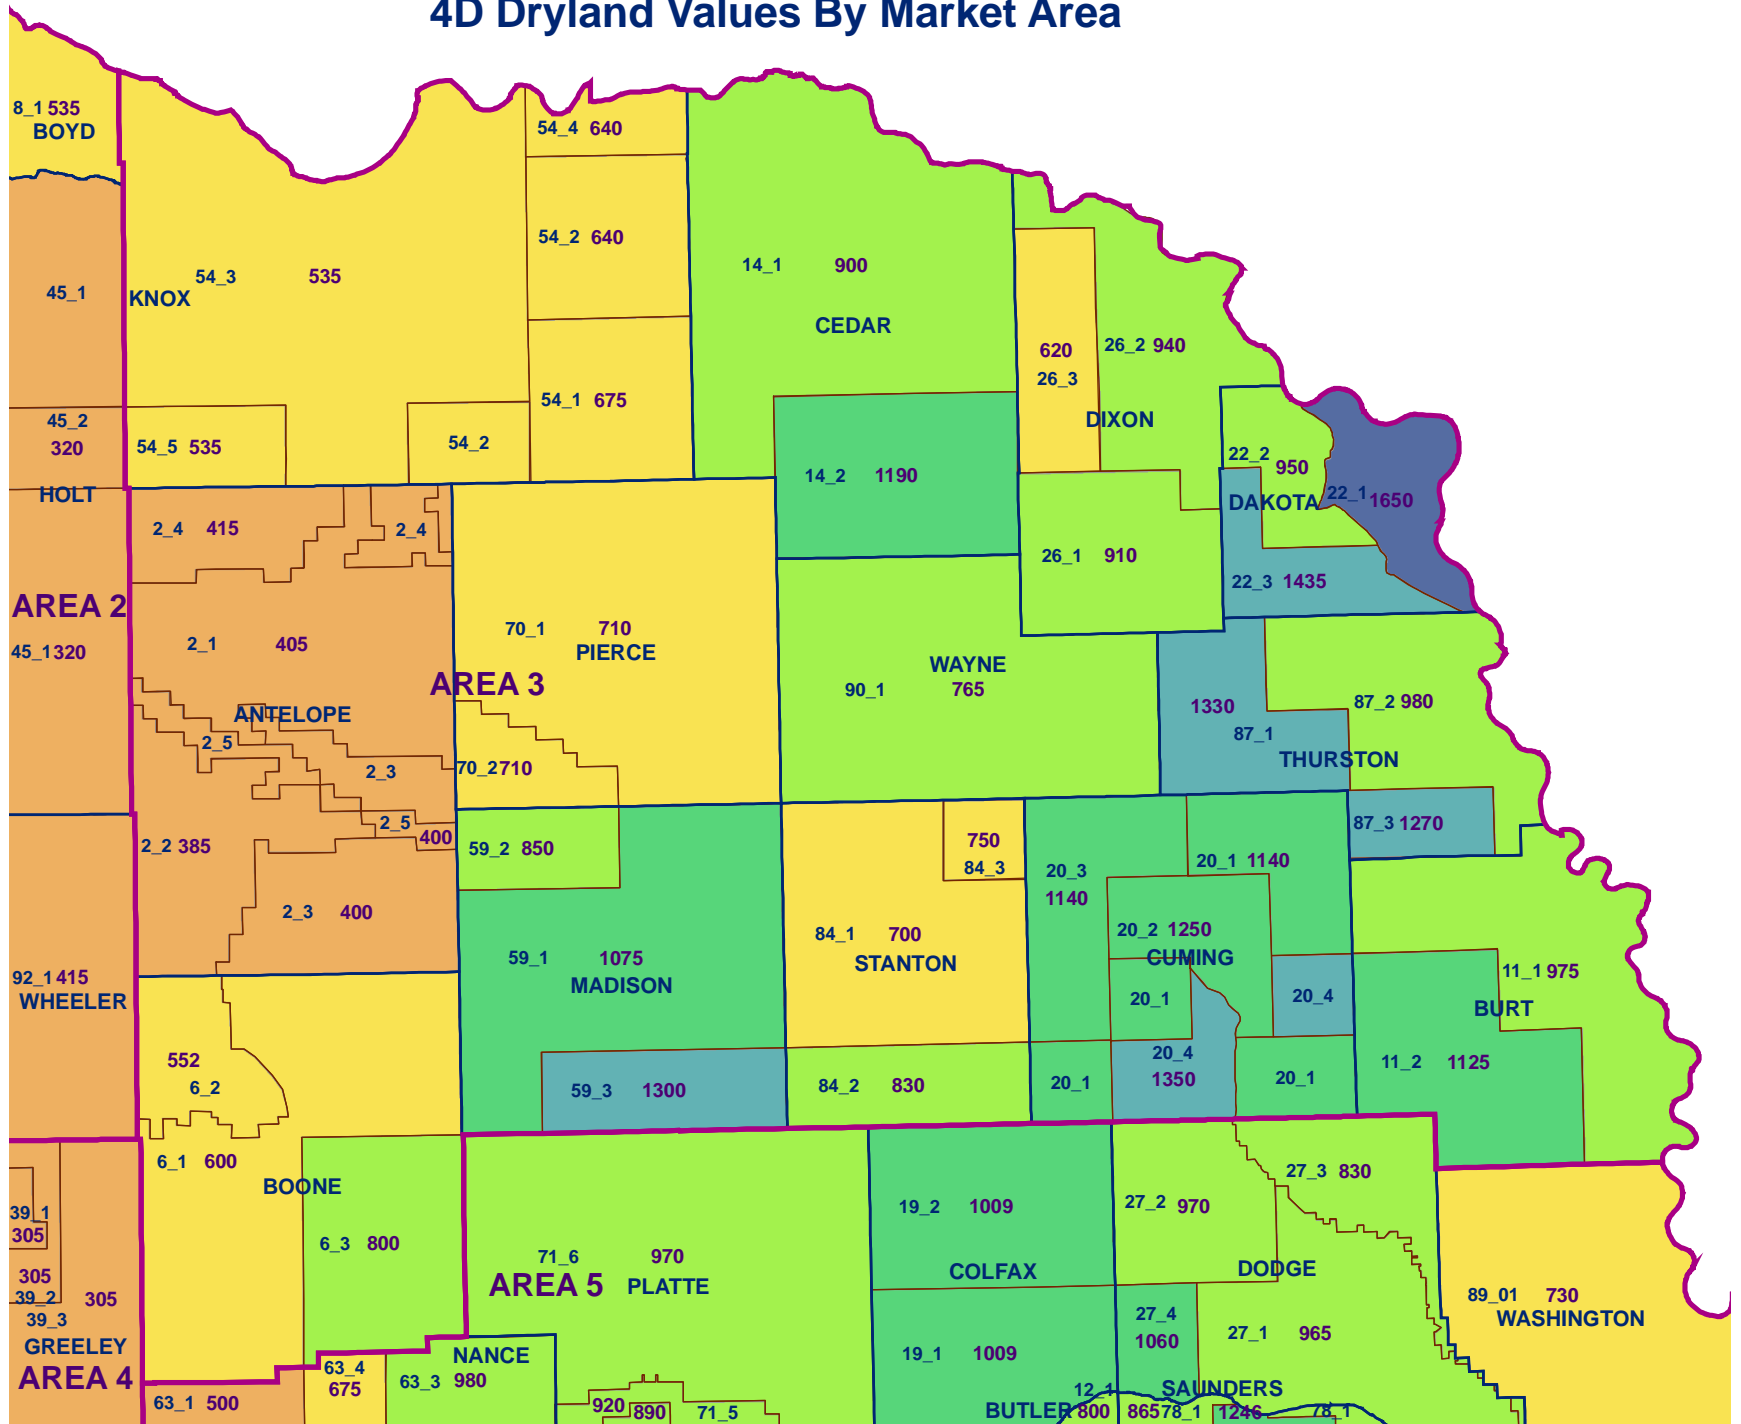 4D Dryland Values By Market Area
8_1 535
BOYD
54_4 640
45_1
54_3 535
KNOX
54_2 640
14_1 900
CEDAR
620
26_3
26_2 940
DIXON
45_2
320
HOLT
54_5 535
54_2
54_1 675
14_2 1190
22_2 950
DAKOTA
22_1 1650
2_4 415
2_4
26_1 910
22_3 1435
AREA 2
45_1 320
2_1 405
70_1 710
PIERCE
AREA 3
WAYNE
90_1 765
1330
87_1
87_2 980
THURSTON
ANTELOPE
2_5
2_3
70_2 710
2_5
400
2_2 385
59_2 850
750
84_3
20_3
1140
20_1 1140
87_3 1270
2_3 400
84_1 700
STANTON
20_2 1250
CUMING
92_1 415
WHEELER
59_1 1075
MADISON
20_1
20_4
11_1 975
BURT
552
6_2
59_3 1300
84_2 830
20_1
20_4
1350
20_1
11_2 1125
6_1 600
BOONE
39_1
305
6_3 800
19_2 1009
27_2 970
27_3 830
305
39_2
39_3
305
GREELEY
71_6 970
AREA 5
PLATTE
COLFAX
DODGE
89_01 730
WASHINGTON
27_4
1060
27_1 965
AREA 4
NANCE
63_4
675
63_3 980
19_1 1009
63_1 500
920
890
71_5
12_1
BUTLER 800
SAUNDERS
865 78_1 1246
78_1